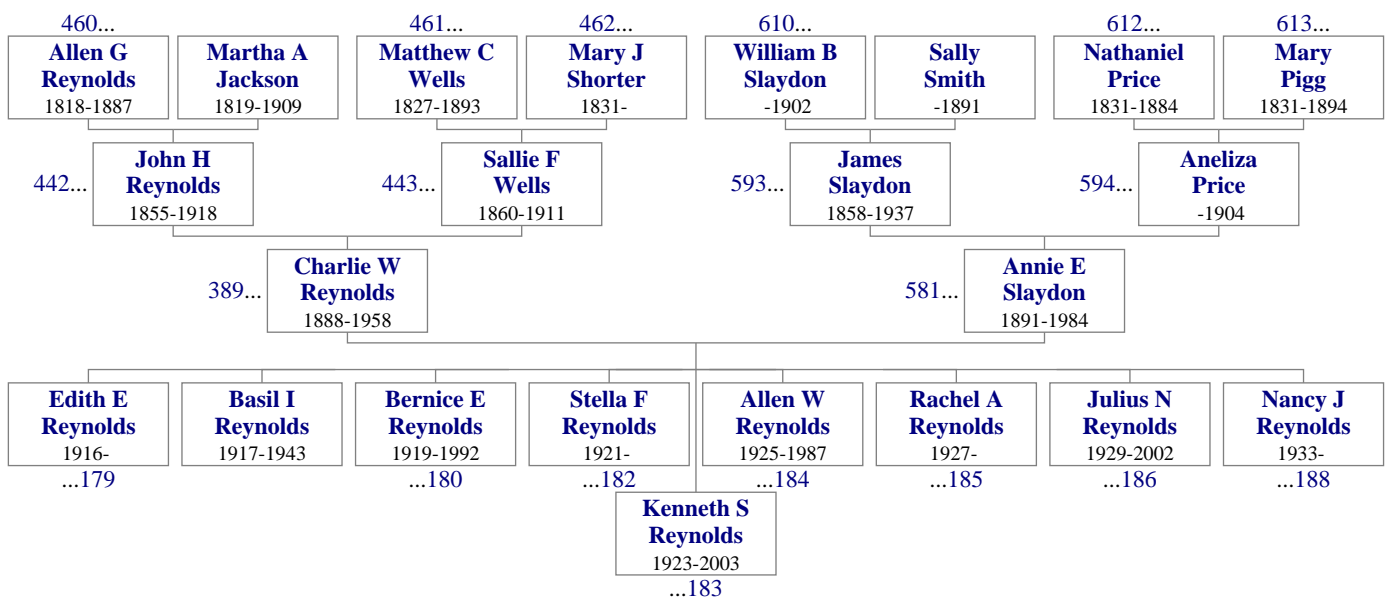 460...
461...
462...
610...
612...
613...
Allen G
Reynolds
1818-1887
Martha A
Jackson
1819-1909
Matthew C
Wells
1827-1893
Mary J
Shorter
1831-
William B
Slaydon
-1902
Sally
Smith
-1891
Nathaniel
Price
1831-1884
Mary
Pigg
1831-1894
442...
John H
Reynolds
1855-1918
443...
Sallie F
Wells
1860-1911
593...
James
Slaydon
1858-1937
594...
Aneliza
Price
-1904
389...
Charlie W
Reynolds
1888-1958
581...
Annie E
Slaydon
1891-1984
Edith E
Reynolds
1916-
...179
Basil I
Reynolds
1917-1943
Bernice E
Reynolds
1919-1992
...180
Stella F
Reynolds
1921-
...182
Allen W
Reynolds
1925-1987
...184
Rachel A
Reynolds
1927-
...185
Julius N
Reynolds
1929-2002
...186
Nancy J
Reynolds
1933-
...188
Kenneth S
Reynolds
1923-2003
...183